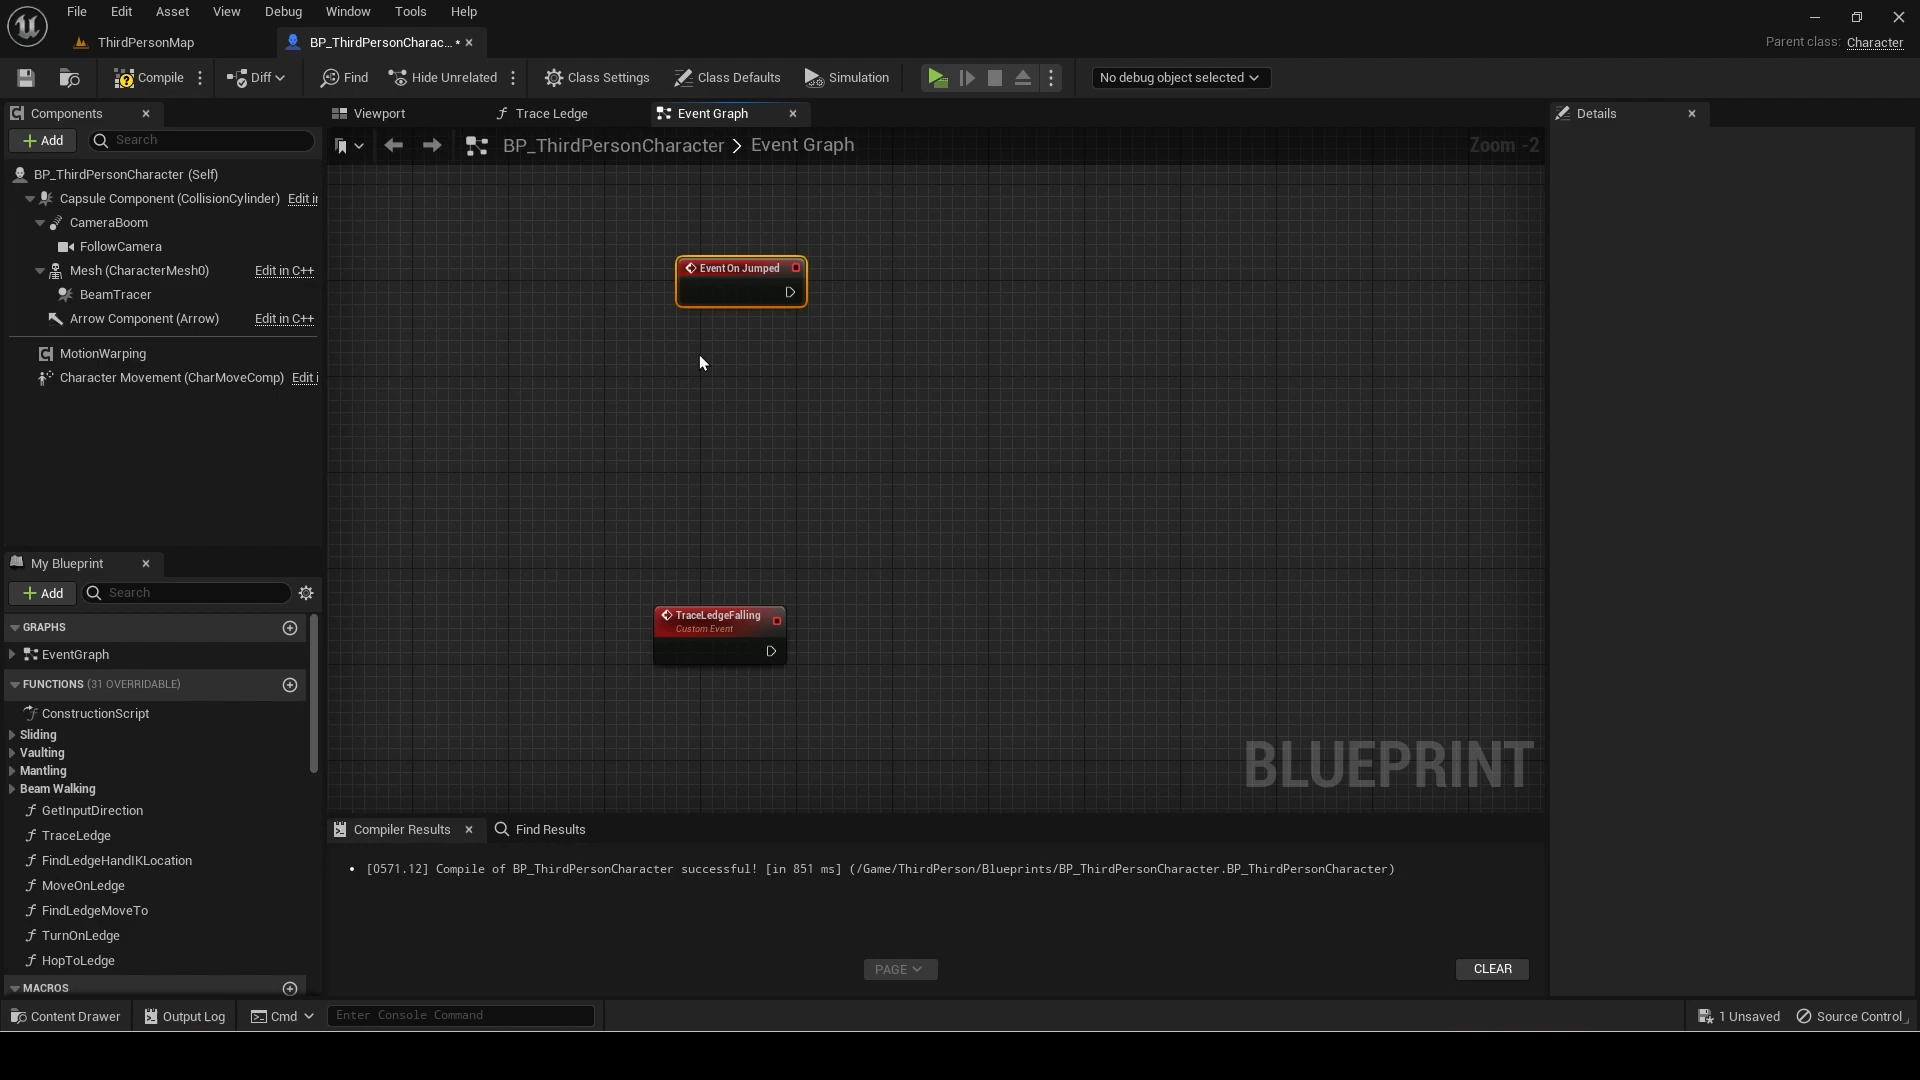 File Edit Asset View Debug Window Tools Help
ThirdPersonMap
BP_ThirdPersonCharac... •
Parent class: Character
Compile
Diff
Find
Hide Unrelated
Class Settings
Class Defaults
Simulation
No debug object selected
Components
Add
Search
BP_ThirdPersonCharacter (Self)
Capsule Component (CollisionCylinder) Edit in
CameraBoom
FollowCamera
Mesh (CharacterMesh0) Edit in C++
BeamTracer
Arrow Component (Arrow) Edit in C++
MotionWarping
Character Movement (CharMoveComp) Edit i
My Blueprint
Add
Search
GRAPHS
EventGraph
FUNCTIONS (31 OVERRIDABLE)
ConstructionScript
Sliding
Vaulting
Mantling
Beam Walking
GetInputDirection
TraceLedge
FindLedgeHandIKLocation
MoveOnLedge
FindLedgeMoveTo
TurnOnLedge
HopToLedge
MACROS
Viewport
Trace Ledge
Event Graph
BP_ThirdPersonCharacter > Event Graph
Zoom -2
Event On Jumped
TraceLedgeFalling
Custom Event
BLUEPRINT
Compiler Results
Find Results
• [0571.12] Compile of BP_ThirdPersonCharacter successful! [in 851 ms] (/Game/ThirdPerson/Blueprints/BP_ThirdPersonCharacter.BP_ThirdPersonCharacter)
PAGE
CLEAR
Details
Content Drawer
Output Log
Cmd
Enter Console Command
1 Unsaved
Source Control